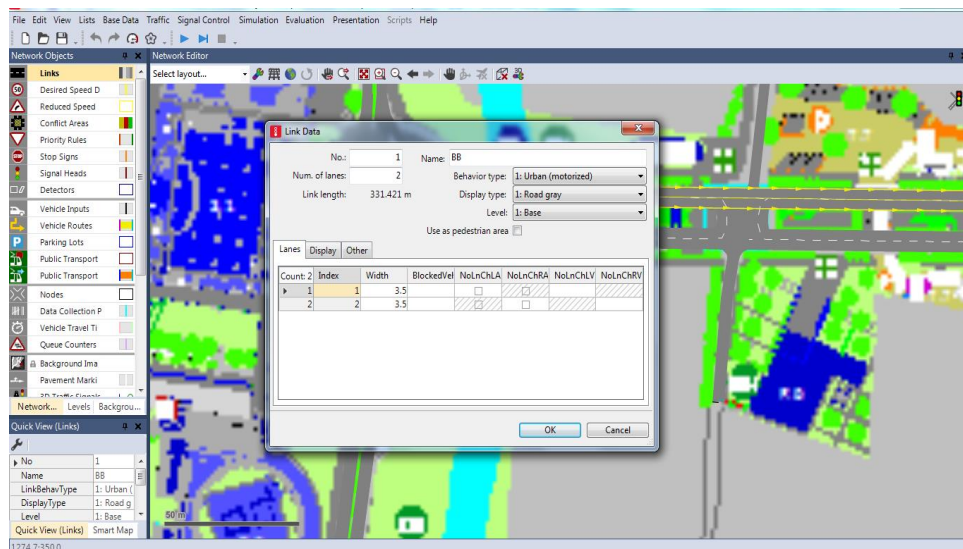 File Edit View Lists Base Data Traffic Signal Control Simulation Evaluation Presentation Scripts Help
Network Objects
Network Editor
Select layout...
Links
Desired Speed D
Reduced Speed
Conflict Areas
Priority Rules
Stop Signs
Signal Heads
Detectors
Vehicle Inputs
Vehicle Routes
Parking Lots
Public Transport
Public Transport
Nodes
Data Collection P
Vehicle Travel Ti
Queue Counters
Background Ima
Pavement Marki
3D Traffic Signals
Network... Levels Backgrou...
Quick View (Links)
No 1
Name BB
LinkBehavType 1: Urban (
DisplayType 1: Road g
Level 1: Base
Quick View (Links) Smart Map
1274.7:350.0
Link Data
No.: 1 Name: BB
Num. of lanes: 2 Behavior type: 1: Urban (motorized)
Link length: 331.421 m Display type: 1: Road gray
Level: 1: Base
Use as pedestrian area
Lanes Display Other
Count: 2 Index Width BlockedVel NoLnChLA NoLnChRA NoLnChLV NoLnChRV
1 1 3.5
2 2 3.5
OK Cancel
50 m